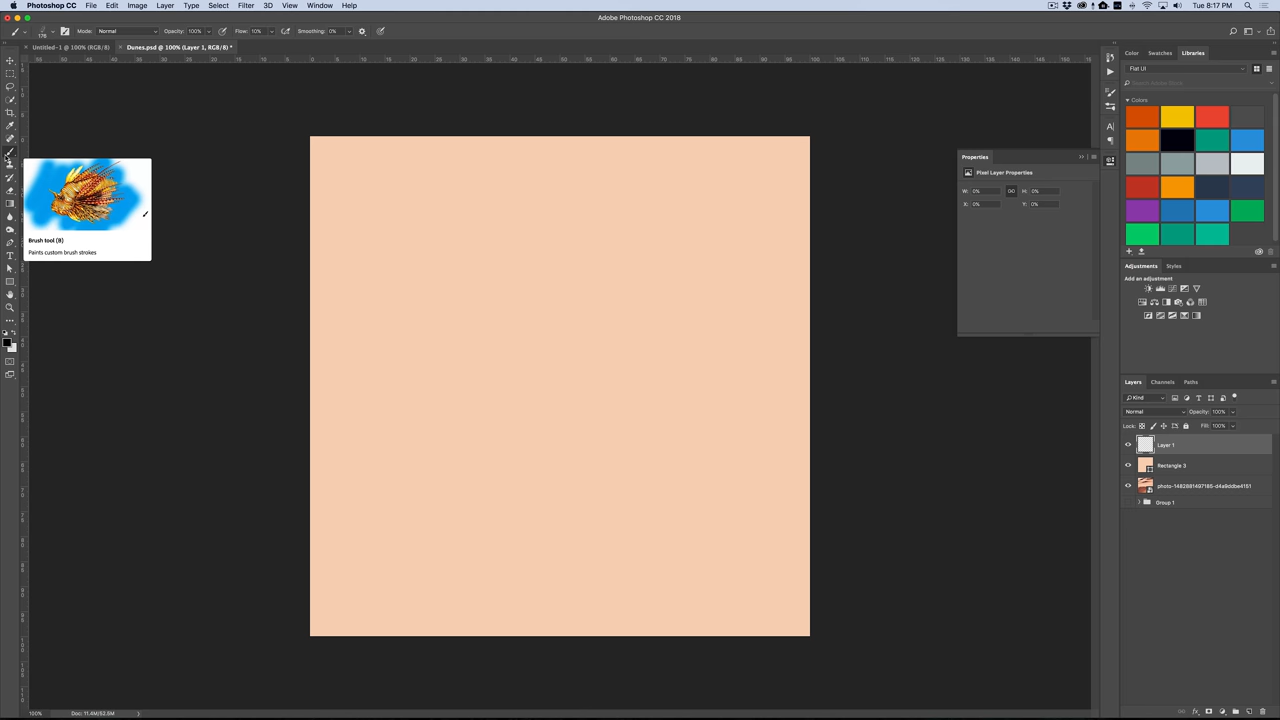 Photoshop CC File Edit Image Layer Type Select Filter 3D View Window Help Tue 8:17 PM
Adobe Photoshop CC 2018
176 Mode: Normal Opacity: 100% Flow: 10% Smoothing: 0%
Untitled-1 @ 100% (RGB/8) Dunes.psd @ 100% (Layer 1, RGB/8) *
Color Swatches Libraries
Flat UI
Search Adobe Stock
Colors
Brush tool (B)
Paints custom brush strokes
Properties
Pixel Layer Properties
W: 0% H: 0%
X: 0% Y: 0%
Adjustments Styles
Add an adjustment
Layers Channels Paths
Kind
Normal Opacity: 100%
Lock: Fill: 100%
Layer 1
Rectangle 3
photo-1482881497185-d4a9ddbe4151
Group 1
100% Doc: 11.4M/52.5M